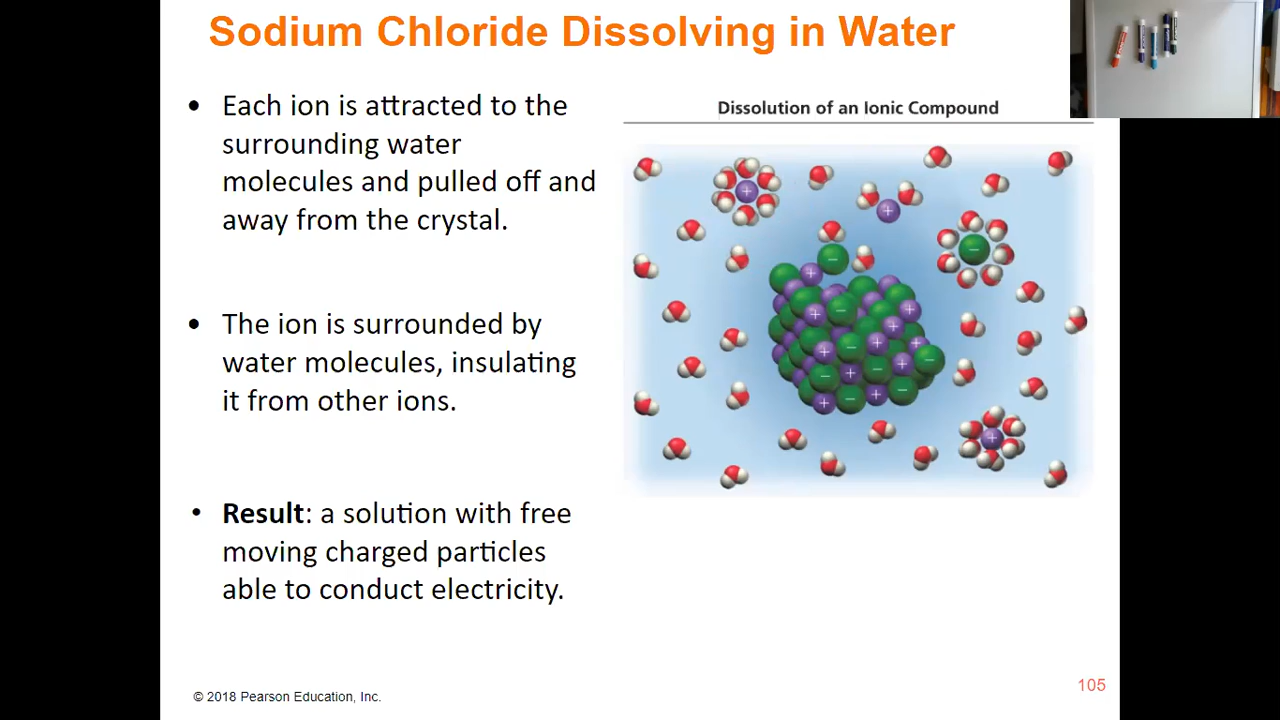 Sodium Chloride Dissolving in Water
• Each ion is attracted to the
surrounding water
molecules and pulled off and
away from the crystal.
• The ion is surrounded by
water molecules, insulating
it from other ions.
• Result: a solution with free
moving charged particles
able to conduct electricity.
Dissolution of an Ionic Compound
© 2018 Pearson Education, Inc.
105